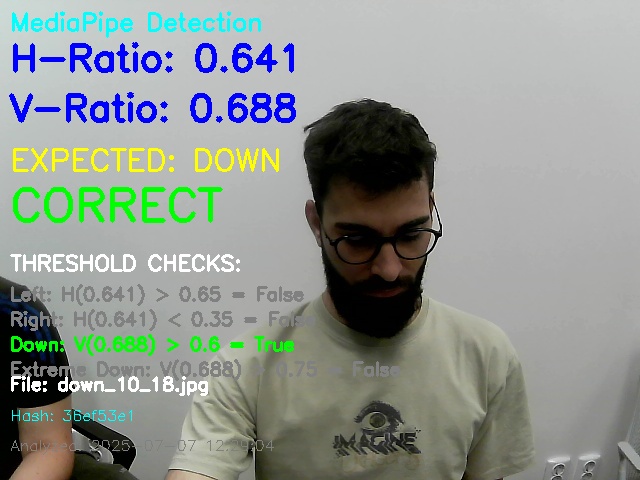 MediaPipe Detection
H-Ratio: 0.641
V-Ratio: 0.688
EXPECTED: DOWN
CORRECT
THRESHOLD CHECKS:
Left: H(0.641) > 0.65 = False
Right: H(0.641) < 0.35 = False
Down: V(0.688) > 0.6 = True
Extreme Down: V(0.688) > 0.75 = False
File: down_10_18.jpg
Hash: 36ef53e1
Analyzed: 2025-07-07 12:
:04
IMAGINE